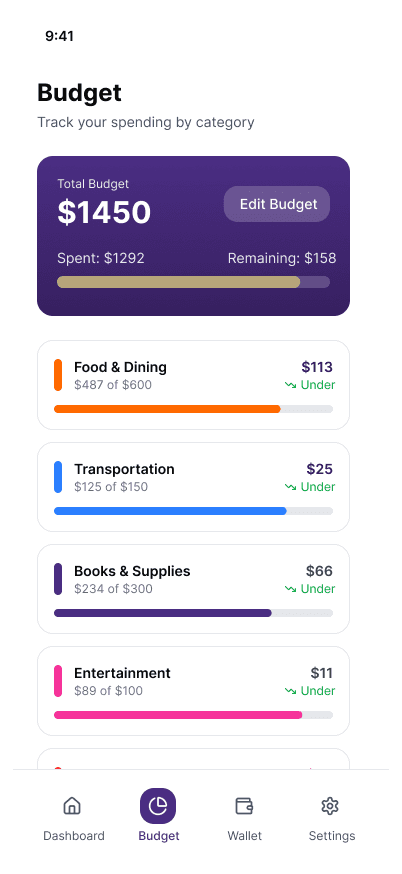 9:41
Budget
Track your spending by category
Total Budget
$1450
Edit Budget
Spent: $1292
Remaining: $158
Food & Dining
$113
$487 of $600
Under
Transportation
$25
$125 of $150
Under
Books & Supplies
$66
$234 of $300
Under
Entertainment
$11
$89 of $100
Under
Dashboard
Budget
Wallet
Settings